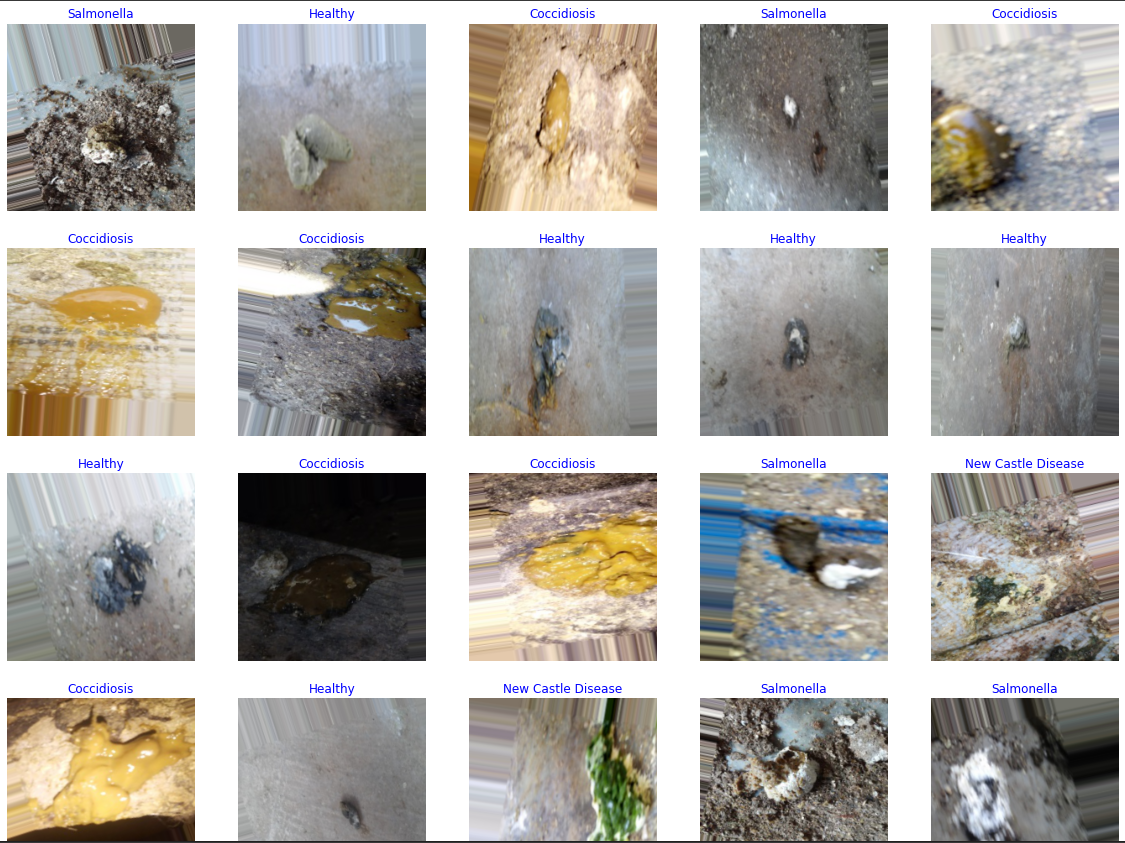 Salmonella Healthy Coccidiosis Salmonella Coccidiosis
Coccidiosis Coccidiosis Healthy Healthy Healthy
Healthy Coccidiosis Coccidiosis Salmonella New Castle Disease
Coccidiosis Healthy New Castle Disease Salmonella Salmonella